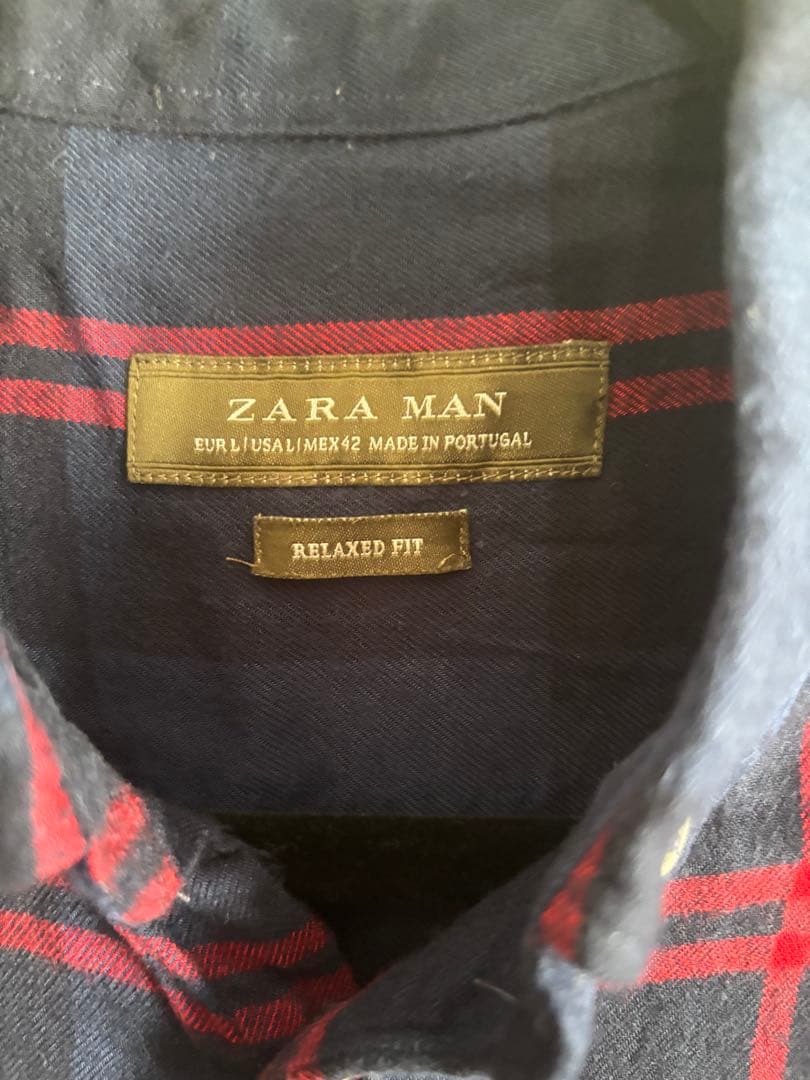 ZARA MAN
EUR L | USA L | MEX 42 MADE IN PORTUGAL
RELAXED FIT